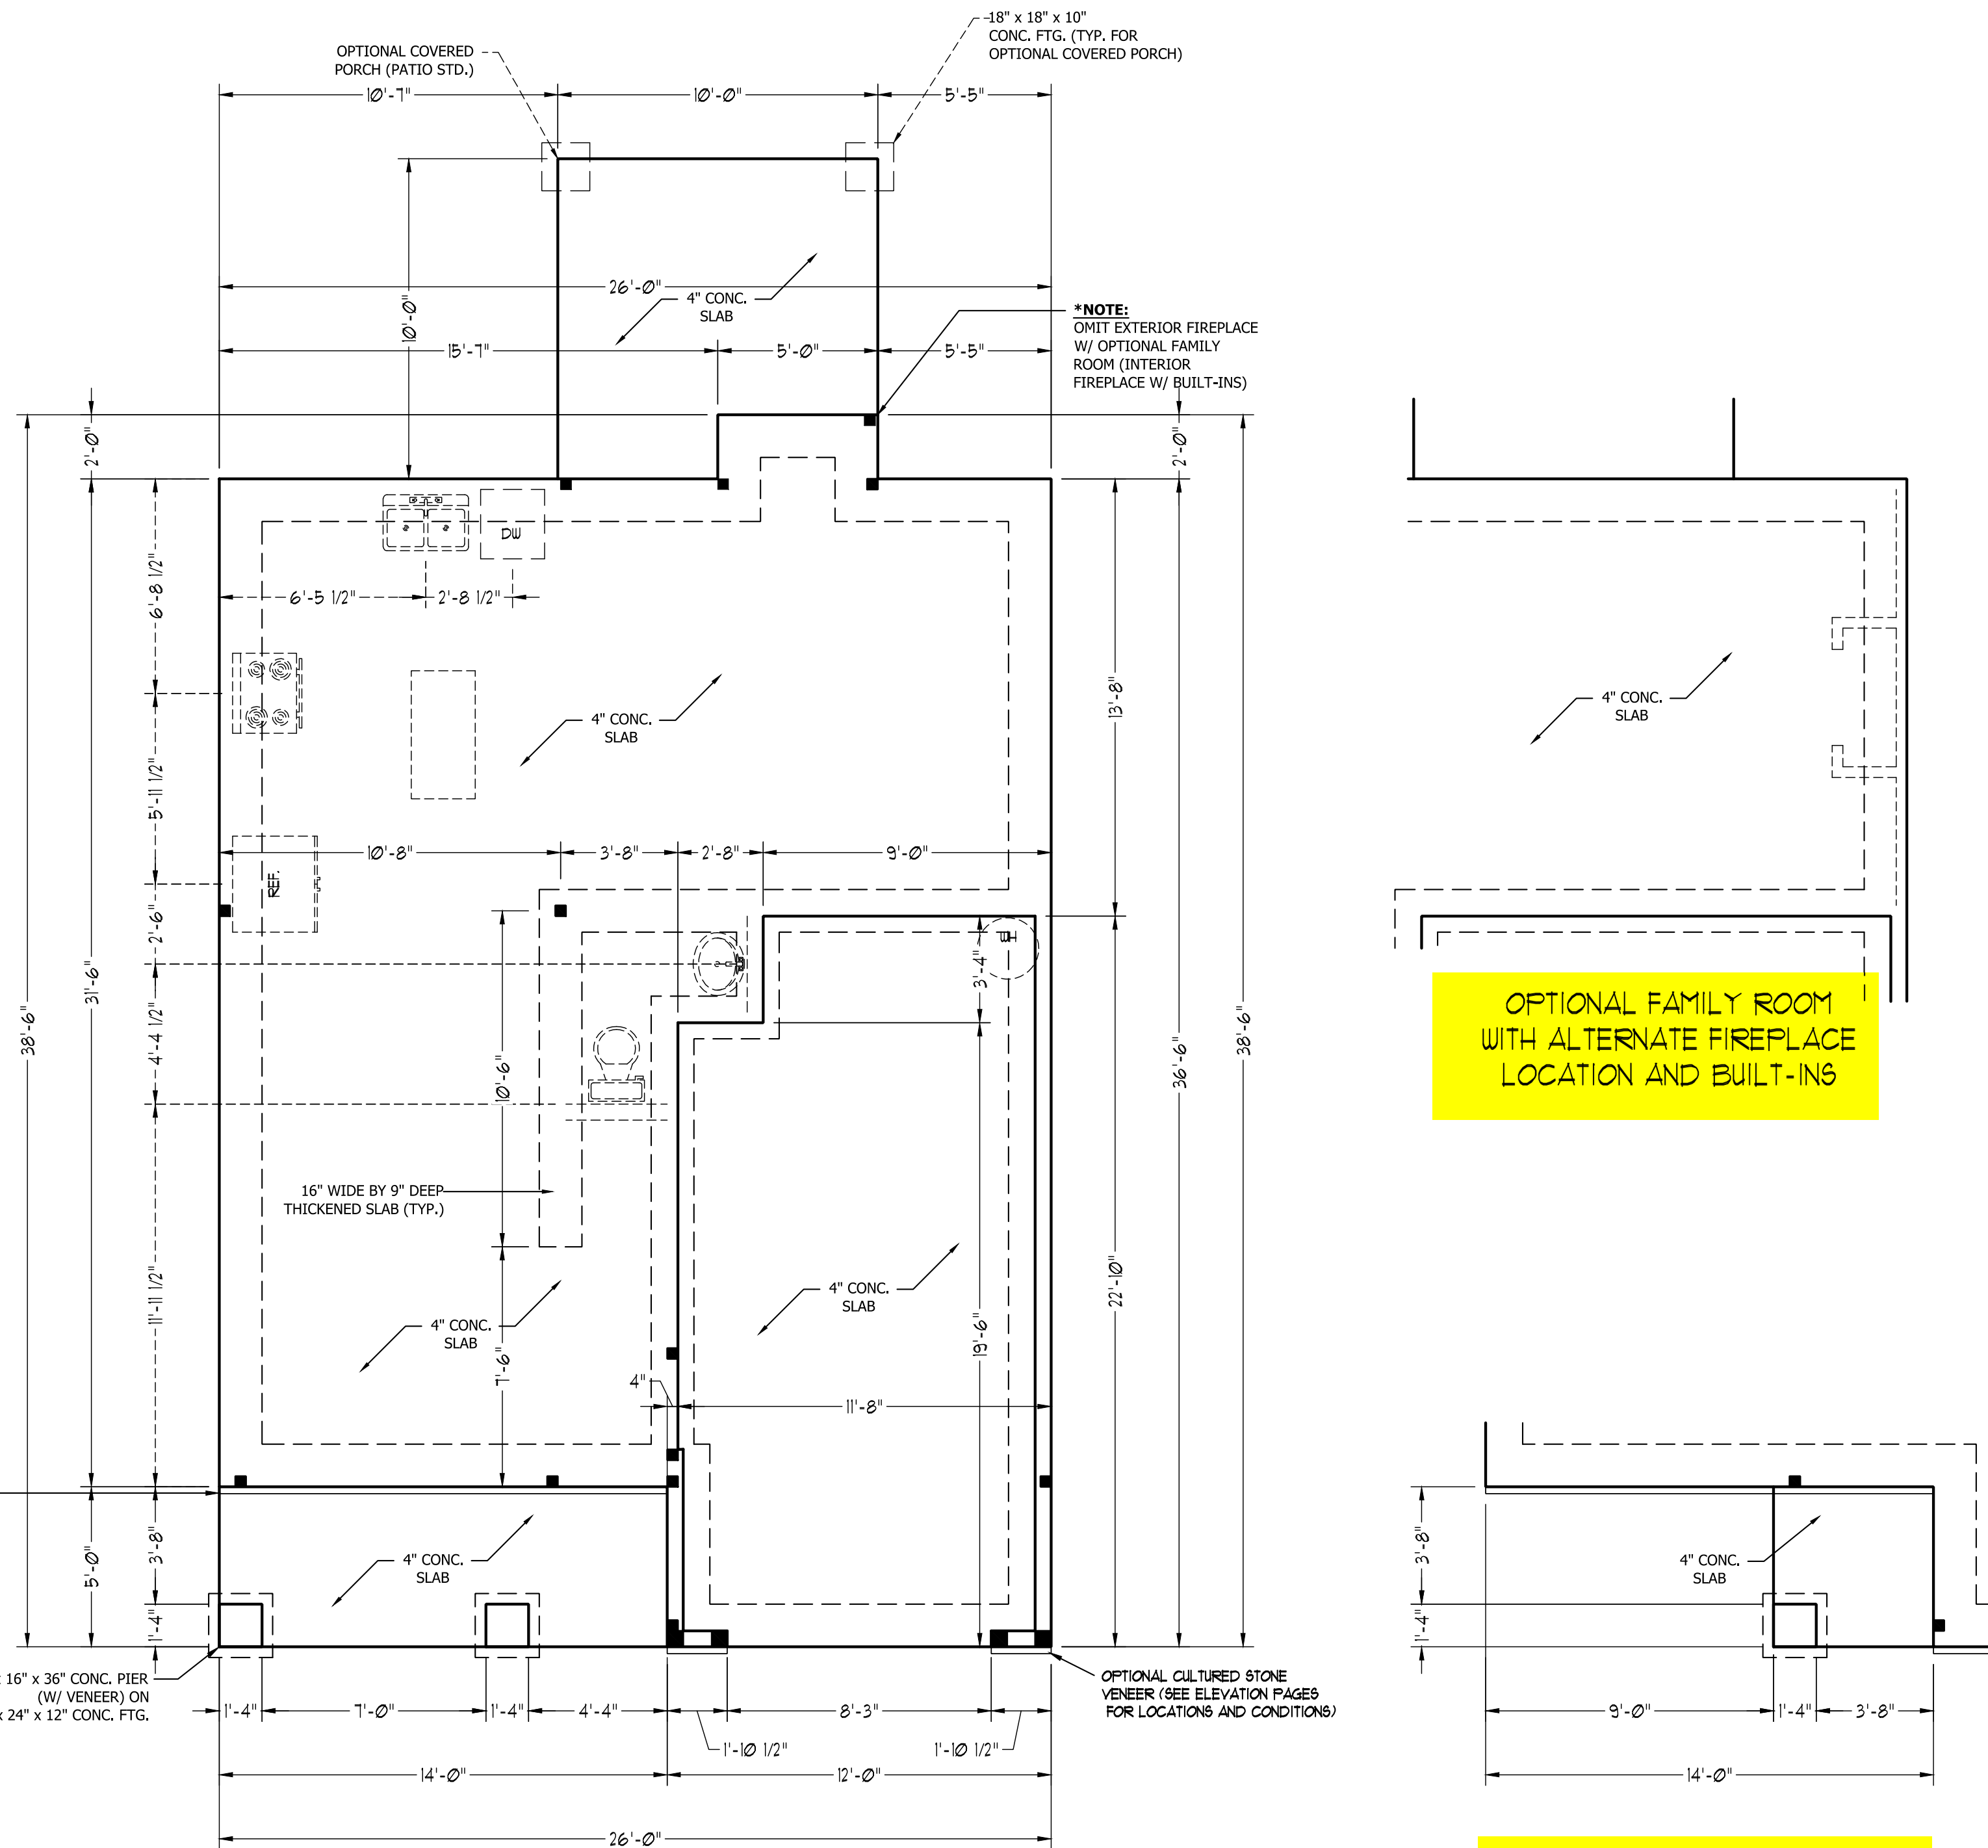 18" x 18" x 10"
CONC. FTG. (TYP. FOR
OPTIONAL COVERED PORCH)
OPTIONAL COVERED
PORCH (PATIO STD.)
10'-7" 10'-0" 5'-5"
26'-0"
4" CONC.
SLAB
10'-0"
*NOTE:
OMIT EXTERIOR FIREPLACE
W/ OPTIONAL FAMILY
ROOM (INTERIOR
FIREPLACE W/ BUILT-INS)
15'-7" 5'-0" 5'-5"
2'-0"
2'-0"
DW
6'-5 1/2" 2'-8 1/2"
6'-8 1/2"
4" CONC.
SLAB
13'-8"
4" CONC.
SLAB
5'-11 1/2"
10'-8" 3'-8" 2'-8" 9'-0"
REF.
2'-6"
WH
3'-4"
31'-6"
38'-6"
4'-4 1/2"
10'-6"
36'-6"
38'-6"
OPTIONAL FAMILY ROOM
WITH ALTERNATE FIREPLACE
LOCATION AND BUILT-INS
16" WIDE BY 9" DEEP
THICKENED SLAB (TYP.)
11'-11 1/2"
4" CONC.
SLAB
22'-10"
19'-6"
4" CONC.
SLAB
7'-6"
4"
11'-8"
5'-0"
3'-8"
1'-4"
4" CONC.
SLAB
3'-8"
1'-4"
4" CONC.
SLAB
x 16" x 36" CONC. PIER
(W/ VENEER) ON
x 24" x 12" CONC. FTG.
1'-4" 7'-0" 1'-4" 4'-4" 8'-3"
OPTIONAL CULTURED STONE
VENEER (SEE ELEVATION PAGES
FOR LOCATIONS AND CONDITIONS)
9'-0" 1'-4" 3'-8"
1'-10 1/2" 1'-10 1/2"
14'-0" 12'-0"
14'-0"
26'-0"